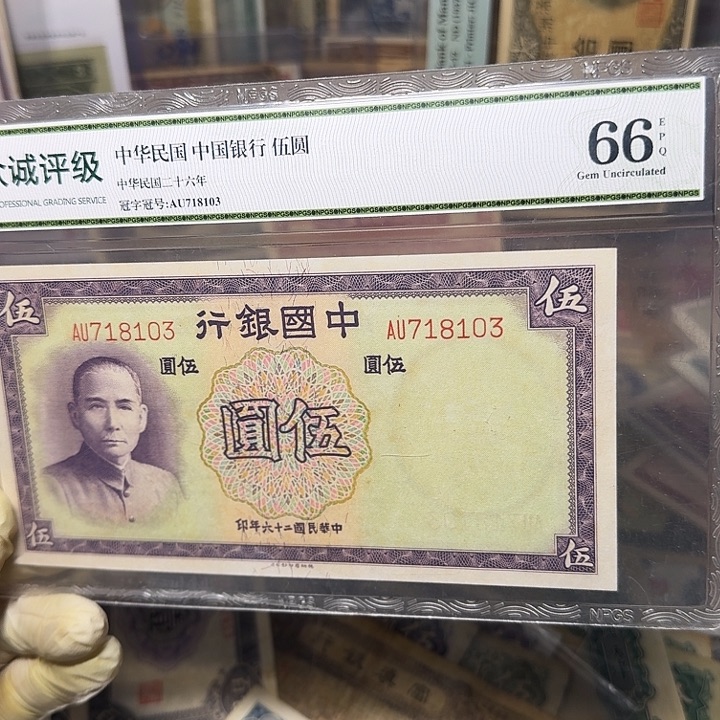 诚评级
OFESSIONAL GRADING SERVICE
中华民国 中国银行 伍圆
中华民国二十六年
冠字冠号:AU718103
66
EPQ
Gem Uncirculated
NPGS
伍
伍
AU718103
行銀國中
AU718103
圓伍
圓伍
圓伍
印年六十二國民華中
伍
伍
NPGS